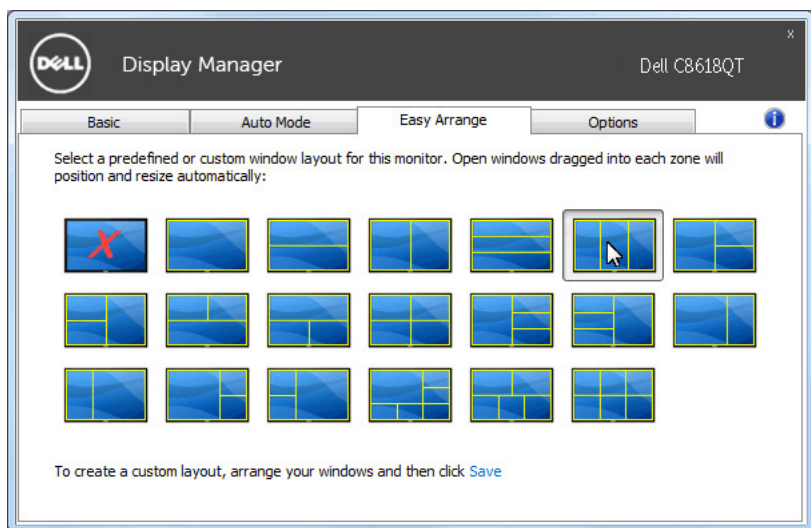 x
DELL
Display Manager
Dell C8618QT
Basic
Auto Mode
Easy Arrange
Options
i
Select a predefined or custom window layout for this monitor. Open windows dragged into each zone will
position and resize automatically:
X
To create a custom layout, arrange your windows and then click Save